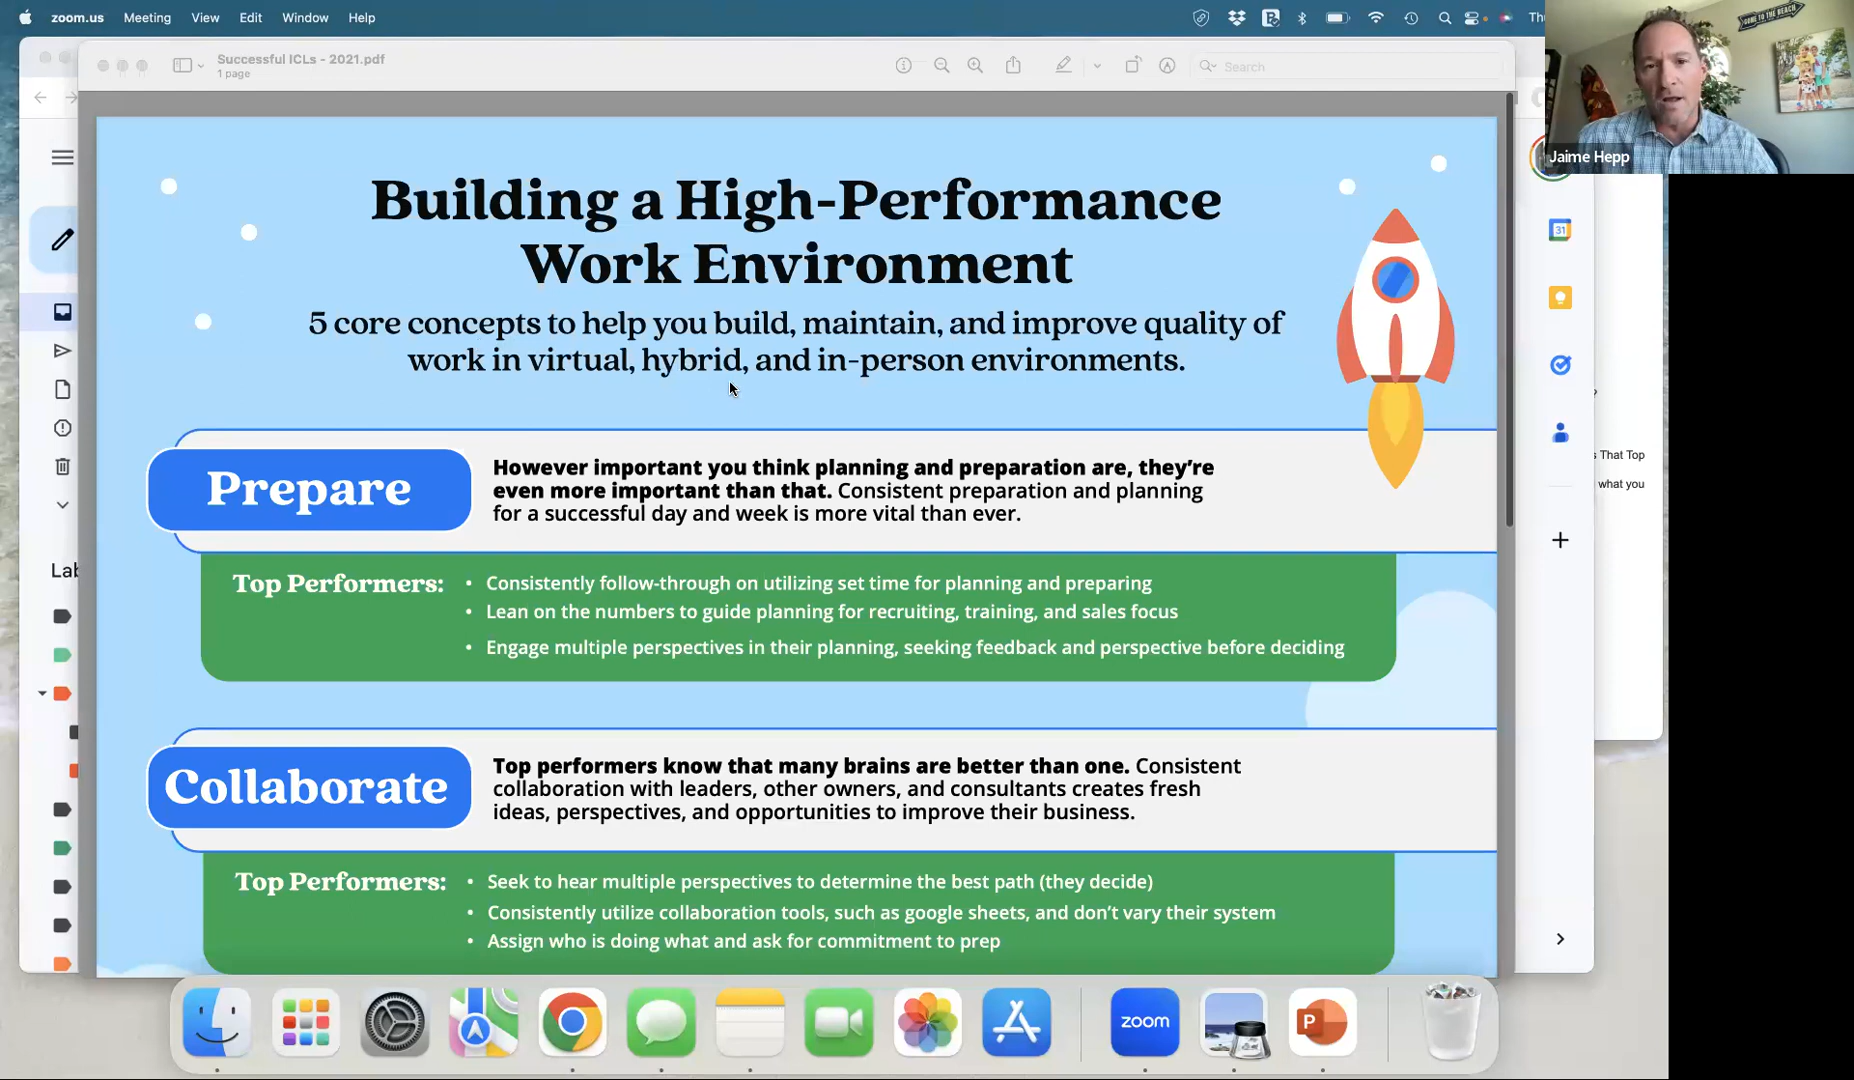 zoom.us Meeting View Edit Window Help
Thu
GONE TO THE BEACH
Successful ICLs - 2021.pdf
1 page
Search
Jaime Hepp
Building a High-Performance
Work Environment
5 core concepts to help you build, maintain, and improve quality of
work in virtual, hybrid, and in-person environments.
31
Prepare
However important you think planning and preparation are, they're
even more important than that. Consistent preparation and planning
for a successful day and week is more vital than ever.
s That Top
what you
Lab
Top Performers:
• Consistently follow-through on utilizing set time for planning and preparing
• Lean on the numbers to guide planning for recruiting, training, and sales focus
• Engage multiple perspectives in their planning, seeking feedback and perspective before deciding
Collaborate
Top performers know that many brains are better than one. Consistent
collaboration with leaders, other owners, and consultants creates fresh
ideas, perspectives, and opportunities to improve their business.
Top Performers:
• Seek to hear multiple perspectives to determine the best path (they decide)
• Consistently utilize collaboration tools, such as google sheets, and don't vary their system
• Assign who is doing what and ask for commitment to prep
zoom
P